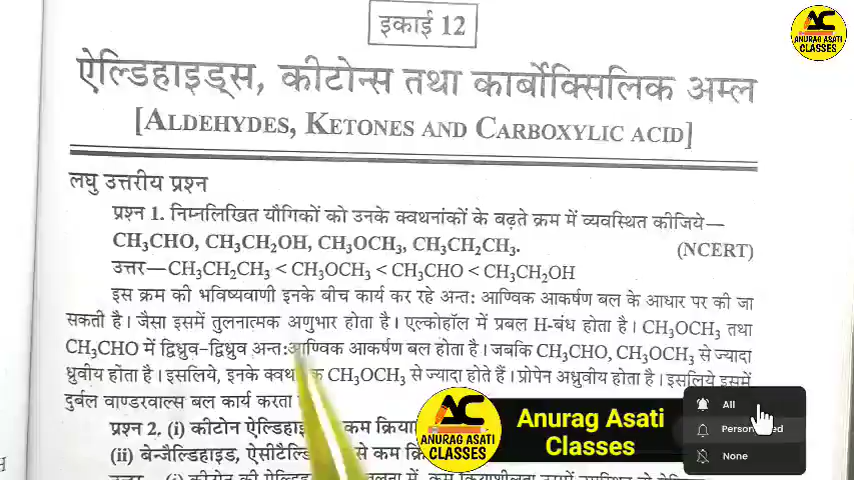 इकाई 12
AC
ANURAG ASATI
CLASSES
ऐल्डिहाइड्स, कीटोन्स तथा कार्बोक्सिलिक अम्ल
[ALDEHYDES, KETONES AND CARBOXYLIC ACID]
लघु उत्तरीय प्रश्न
प्रश्न 1. निम्नलिखित यौगिकों को उनके क्वथनांकों के बढ़ते क्रम में व्यवस्थित कीजिये—
CH₃CHO, CH₃CH₂OH, CH₃OCH₃, CH₃CH₂CH₃. (NCERT)
उत्तर—CH₃CH₂CH₃ < CH₃OCH₃ < CH₃CHO < CH₃CH₂OH
इस क्रम की भविष्यवाणी इनके बीच कार्य कर रहे अन्त: आण्विक आकर्षण बल के आधार पर की जा
सकती है। जैसा इसमें तुलनात्मक अणुभार होता है। एल्कोहॉल में प्रबल H-बंध होता है। CH₃OCH₃ तथा
CH₃CHO में द्विध्रुव-द्विध्रुव अन्त:आण्विक आकर्षण बल होता है। जबकि CH₃CHO, CH₃OCH₃ से ज्यादा
ध्रुवीय होता है। इसलिये, इनके CH₃OCH₃ से ज्यादा होते हैं। प्रोपेन अध्रुवीय होता है। इसलिये इसमें
दुर्बल वाण्डरवाल्स बल कार्य करता
प्रश्न 2. (i) कीटोन ऐल्डि कम
(ii) बेन्जैल्डिहाइड, ऐसीटैल्डि से कम
AC
ANURAG ASATI
CLASSES
Anurag Asati
Classes
All
None